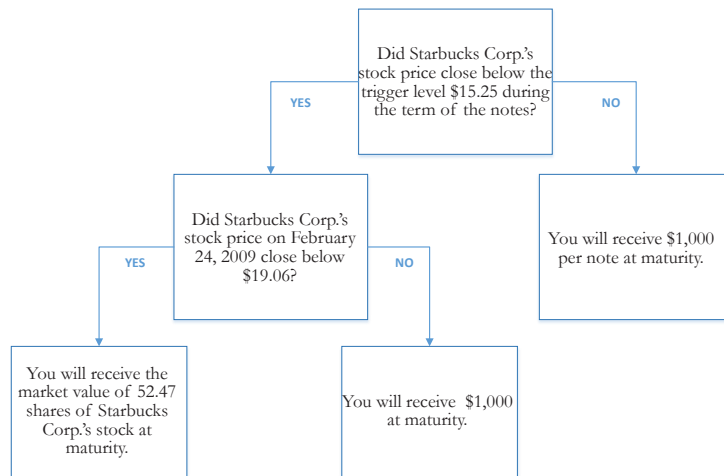 Did Starbucks Corp.'s
stock price close below the
trigger level $15.25 during
the term of the notes?
YES
NO
Did Starbucks Corp.'s
stock price on February
24, 2009 close below
$19.06?
You will receive $1,000
per note at maturity.
YES
NO
You will receive the
market value of 52.47
shares of Starbucks
Corp.'s stock at
maturity.
You will receive $1,000
at maturity.